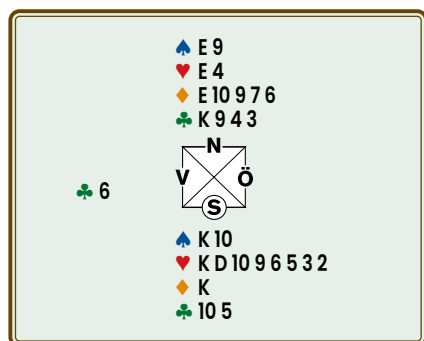 ♠ E 9
♥ E 4
♦ E 10 9 7 6
♣ K 9 4 3
N
♣ 6
V Ö
S
♠ K 10
♥ K D 10 9 6 5 3 2
♦ K
♣ 10 5